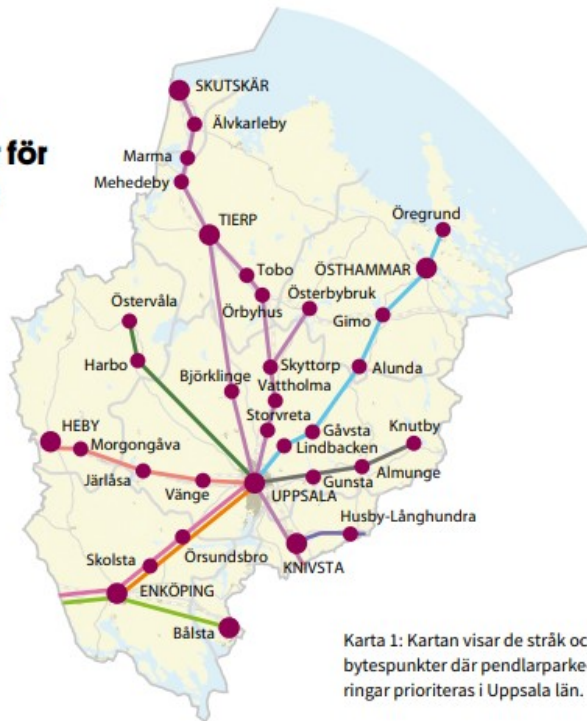 för
SKUTSKÄR
Älvkarleby
Marma
Mehedeby
TIERP
Öregrund
Tobo
ÖSTHAMMAR
Österbybruk
Östervåla
Örbyhus
Gimo
Harbo
Björklinge
Skyttorp
Alunda
Vattholma
Storvreta
HEBY
Gåvsta
Knutby
Morgongåva
Lindbacken
Järlåsa
Almunge
Vänge
Gunsta
UPPSALA
Husby-Långhundra
Skolsta
Örsundsbro
KNIVSTA
ENKÖPING
Bålsta
Karta 1: Kartan visar de stråk oc
bytespunkter där pendlarparke
ringar prioriteras i Uppsala län.